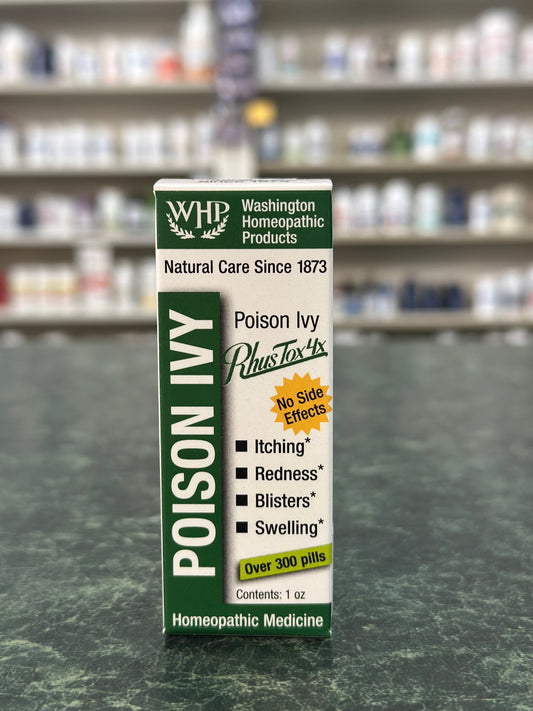 WHP
Washington
Homeopathic
Products
Natural Care Since 1873
POISON IVY
Poison Ivy
Rhus Tox 4x
No Side
Effects
■ Itching*
■ Redness*
■ Blisters*
■ Swelling*
Over 300 pills
Contents: 1 oz
Homeopathic Medicine